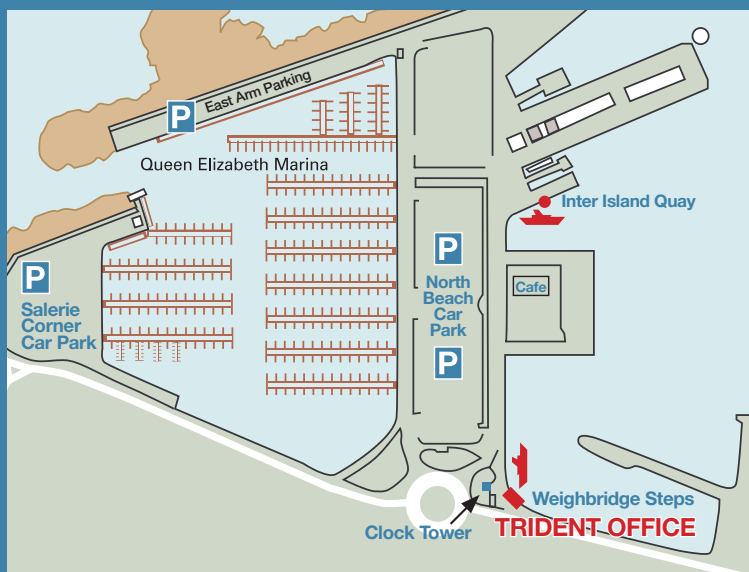 East Arm Parking
P
Queen Elizabeth Marina
Inter Island Quay
P
P
Salerie
Corner
Car Park
North
Beach
Car
Park
Cafe
P
Weighbridge Steps
TRIDENT OFFICE
Clock Tower